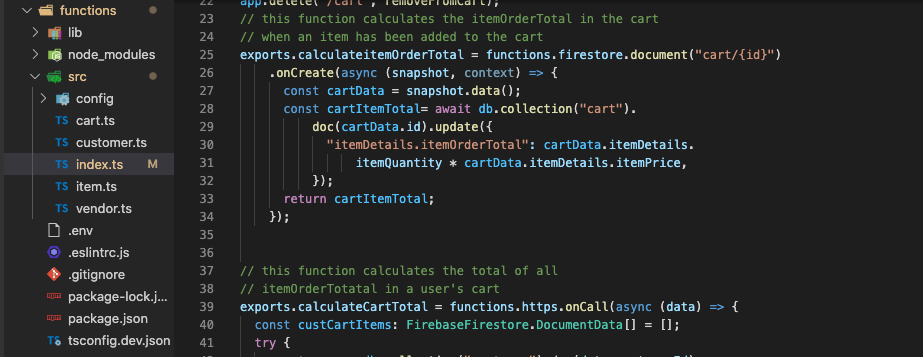 functions
lib
node_modules
src
config
TS cart.ts
TS customer.ts
TS index.ts M
TS item.ts
TS vendor.ts
.env
.eslintrc.js
.gitignore
package-lock.j...
package.json
TS tsconfig.dev.json
22 app.delete("/cart", removeFromCart);
23 // this function calculates the itemOrderTotal in the cart
24 // when an item has been added to the cart
25 exports.calculateitemOrderTotal = functions.firestore.document("cart/{id}")
26 .onCreate(async (snapshot, context) => {
27 const cartData = snapshot.data();
28 const cartItemTotal= await db.collection("cart").
29 doc(cartData.id).update({
30 "itemDetails.itemOrderTotal": cartData.itemDetails.
31 itemQuantity * cartData.itemDetails.itemPrice,
32 });
33 return cartItemTotal;
34 });
35
36
37 // this function calculates the total of all
38 // itemOrderTotatal in a user's cart
39 exports.calculateCartTotal = functions.https.onCall(async (data) => {
40 const custCartItems: FirebaseFirestore.DocumentData[] = [];
41 try {